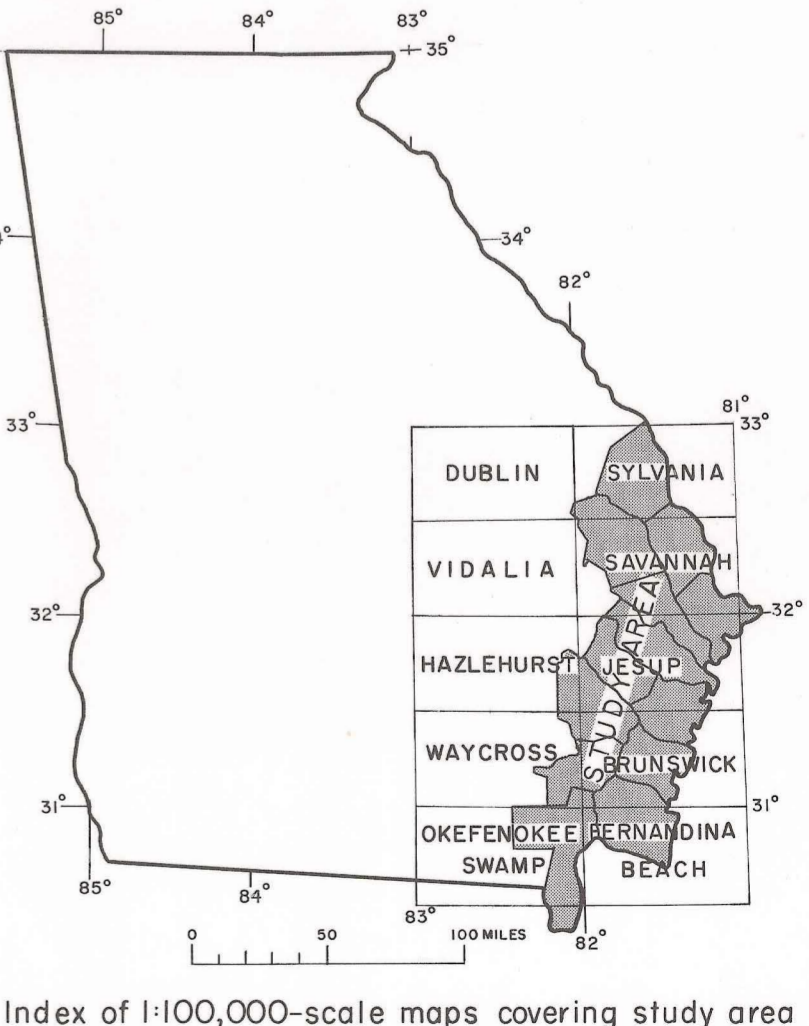 85° 84° 83°
35°
4° 34°
82°
81°
33° 33°
DUBLIN SYLVANIA
VIDALIA SAVANNAH
32° 32°
STUDY AREA
HAZLEHURST JESUP
WAYCROSS BRUNSWICK
31° 31°
OKEFENOKEE FERNANDINA
SWAMP BEACH
85° 84° 83° 82°
0 50 100 MILES
Index of 1:100,000-scale maps covering study area